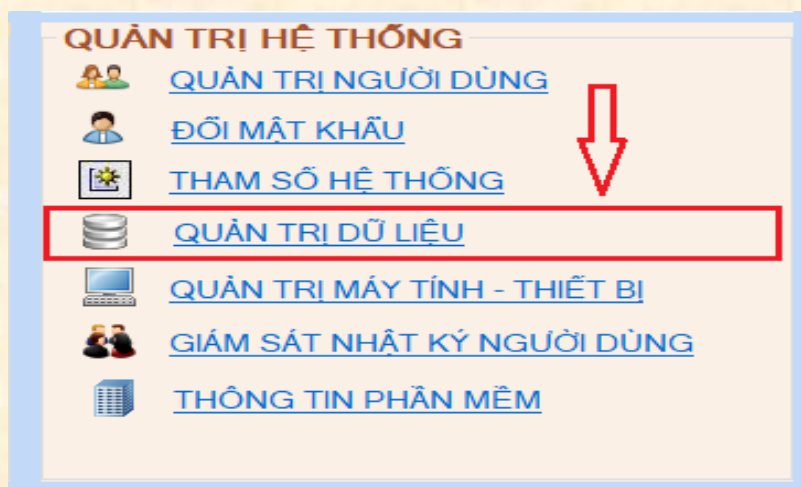 QUẢN TRỊ HỆ THỐNG
QUẢN TRỊ NGƯỜI DÙNG
ĐỔI MẬT KHẨU
THAM SỐ HỆ THỐNG
QUẢN TRỊ DỮ LIỆU
QUẢN TRỊ MÁY TÍNH - THIẾT BỊ
GIÁM SÁT NHẬT KÝ NGƯỜI DÙNG
THÔNG TIN PHẦN MỀM